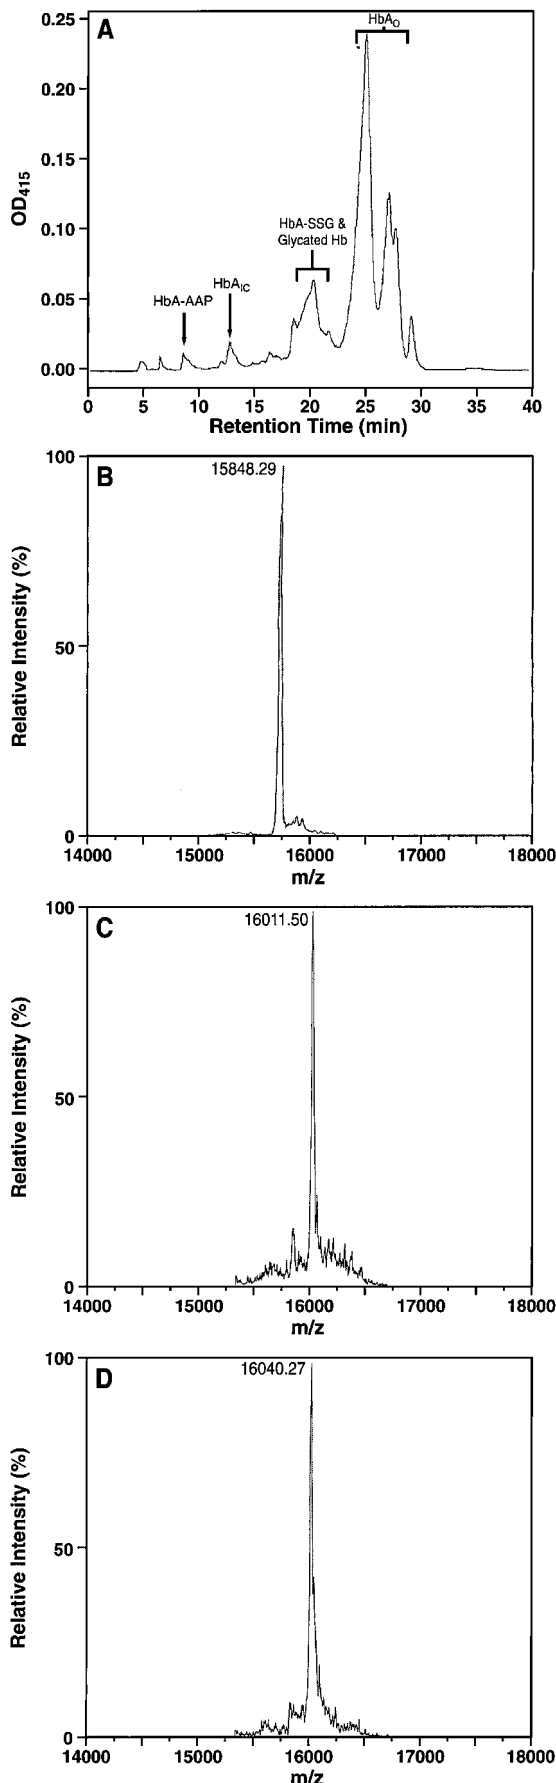 A
HbAO
HbA-SSG &
Glycated Hb
HbAIC
HbA-AAP
0.25
0.20
0.15
0.10
0.05
0.00
OD415
0 5 10 15 20 25 30 35 40
Retention Time (min)
B
15848.29
100
50
0
Relative Intensity (%)
14000 15000 16000 17000 18000
m/z
C
16011.50
100
50
0
Relative Intensity (%)
14000 15000 16000 17000 18000
m/z
D
16040.27
100
50
0
Relative Intensity (%)
14000 15000 16000 17000 18000
m/z